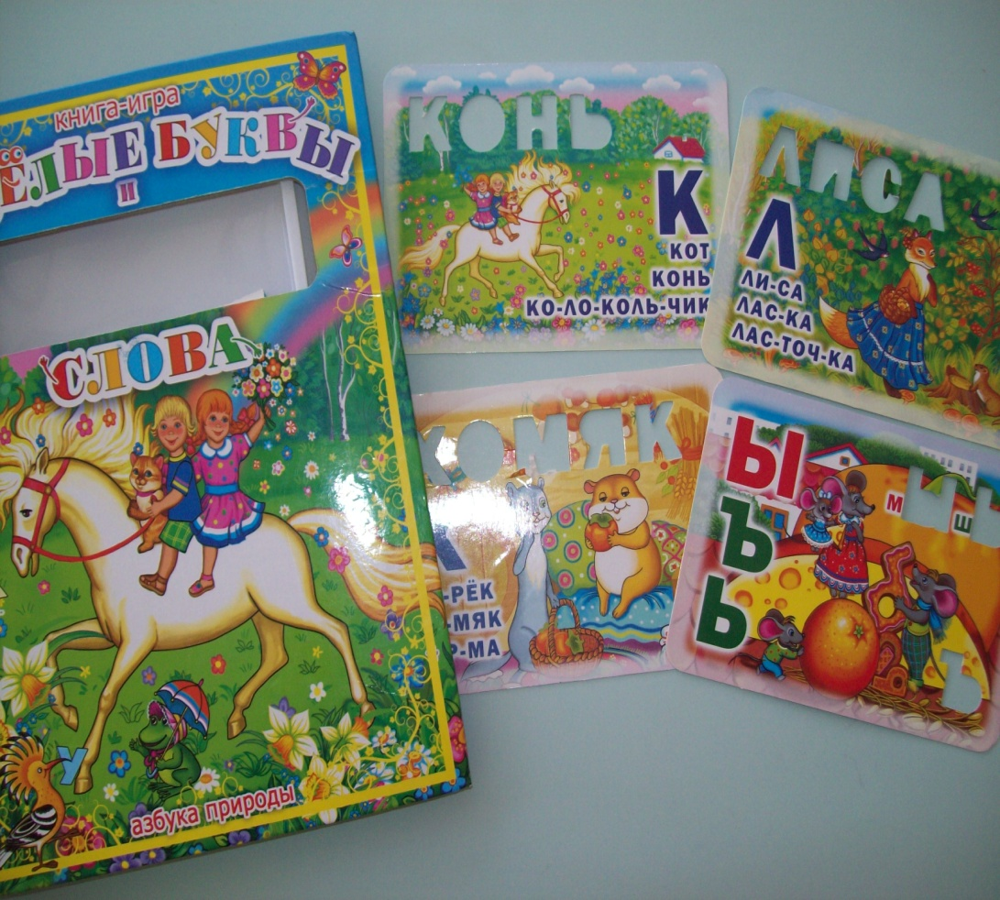 книга-игра
ЁЛЫЕ БУКВЫ
И
СЛОВА
У
азбука природы
КОНЬ
К
КОТ
КОНЬ
КО-ЛО-КОЛЬ-ЧИК
ЛИСА
Л
ЛИ-СА
ЛАС-КА
ЛАС-ТОЧ-КА
ХОМЯК
-РЁК
-МЯК
Р-МА
Ы
Ъ
Ь
М
Ы
Ш
Ь
Ъ